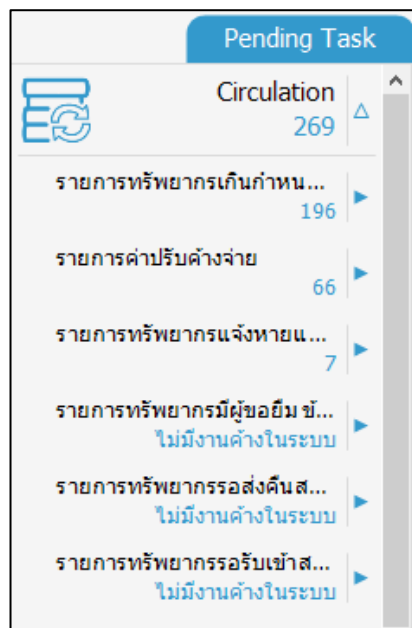 Pending Task
Circulation
269
รายการทรัพยากรเกินกำหน...
196
รายการค่าปรับค้างจ่าย
66
รายการทรัพยากรแจ้งหายแ...
7
รายการทรัพยากรมีผู้ขอยืม ข้...
ไม่มีงานค้างในระบบ
รายการทรัพยากรรอส่งคืนส...
ไม่มีงานค้างในระบบ
รายการทรัพยากรรอรับเข้าส...
ไม่มีงานค้างในระบบ